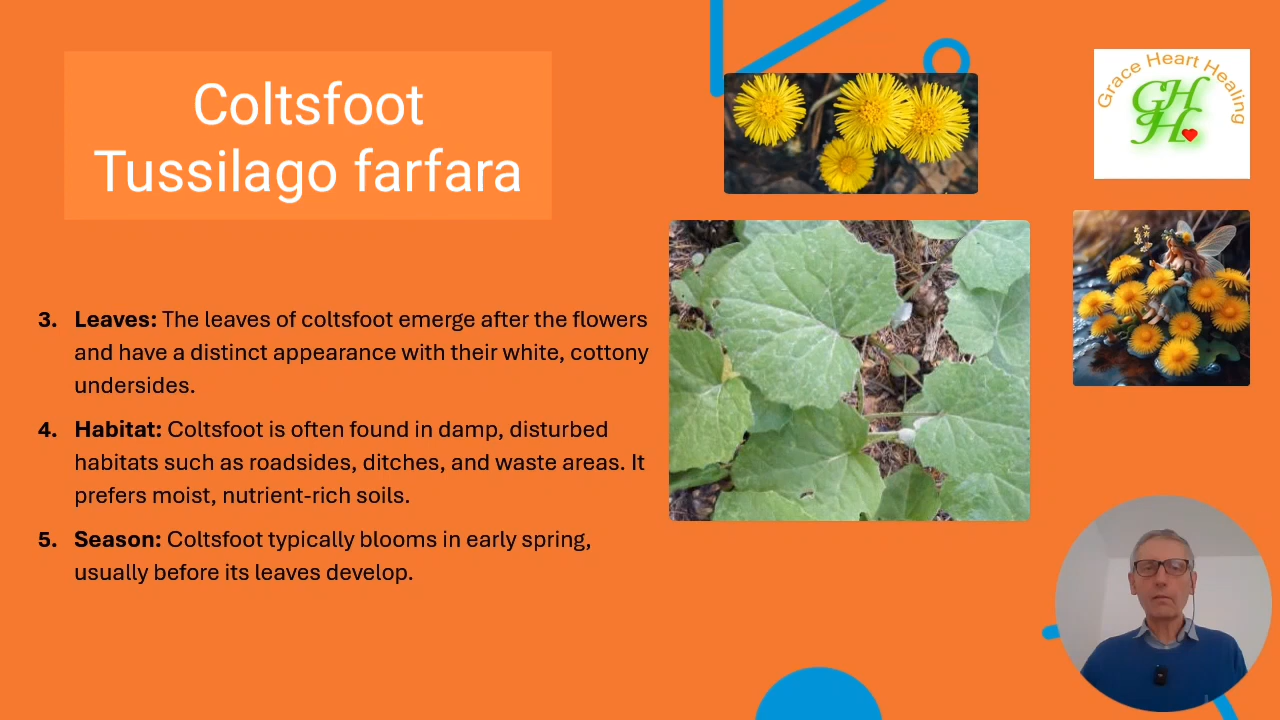 Coltsfoot
Tussilago farfara
Grace Heart Healing
GH
H
3. Leaves: The leaves of coltsfoot emerge after the flowers
and have a distinct appearance with their white, cottony
undersides.
4. Habitat: Coltsfoot is often found in damp, disturbed
habitats such as roadsides, ditches, and waste areas. It
prefers moist, nutrient-rich soils.
5. Season: Coltsfoot typically blooms in early spring,
usually before its leaves develop.